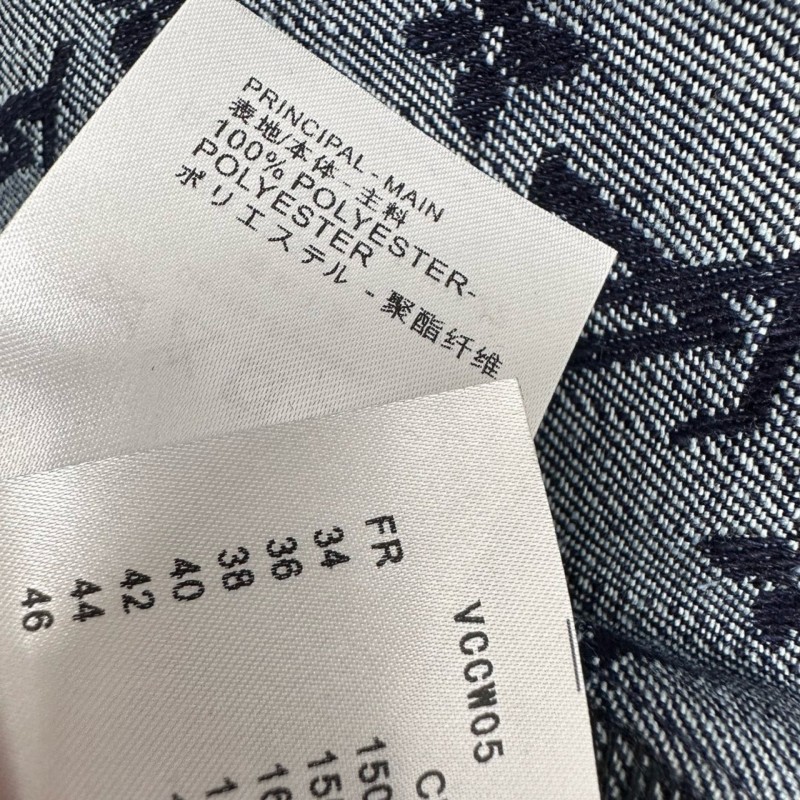 PRINCIPAL - MAIN
表地/本体 - 主料
100% POLYESTER-
POLYESTER
ポリエステル - 聚酯纤维
VCCW05
FR
34
36
38
40
42
44
46